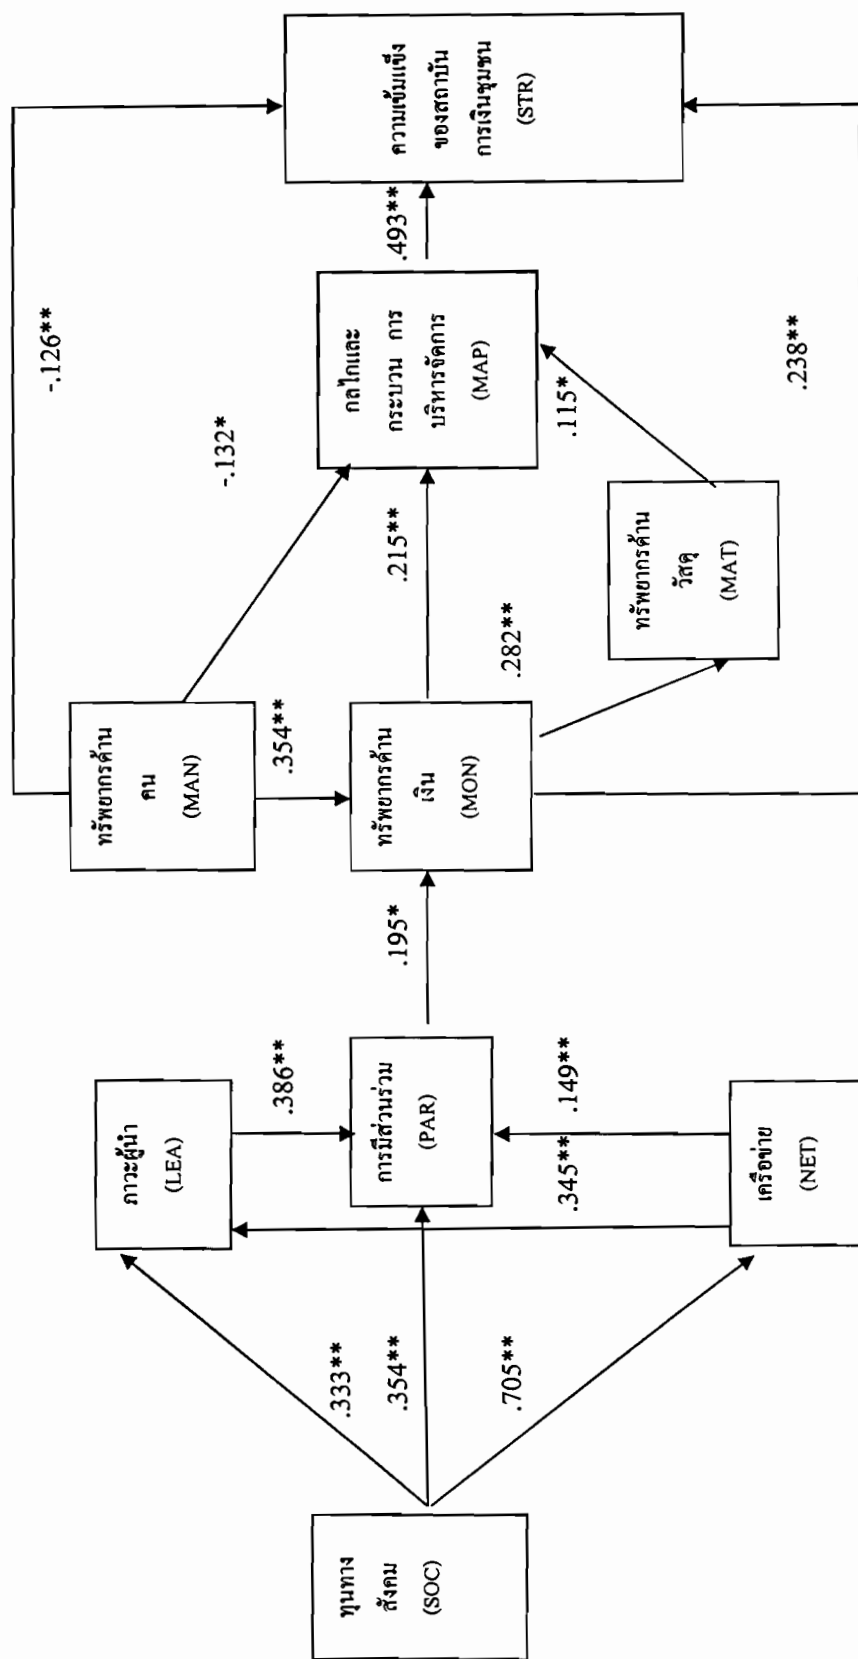 ทุนทาง
สังคม
(SOC)
.333**
.354**
.705**
ภาวะผู้นำ
(LEA)
.386**
การมีส่วนร่วม
(PAR)
.345**
.149**
เครือข่าย
(NET)
.195*
ทรัพยากรด้าน
คน
(MAN)
.354**
ทรัพยากรด้าน
เงิน
(MON)
-.126**
-.132*
.215**
.282**
ทรัพยากรด้าน
วัสดุ
(MAT)
.115*
.238**
กลไกและ
กระบวน การ
บริหารจัดการ
(MAP)
.493**
ความเข้มแข็ง
ของสถาบัน
การเงินชุมชน
(STR)